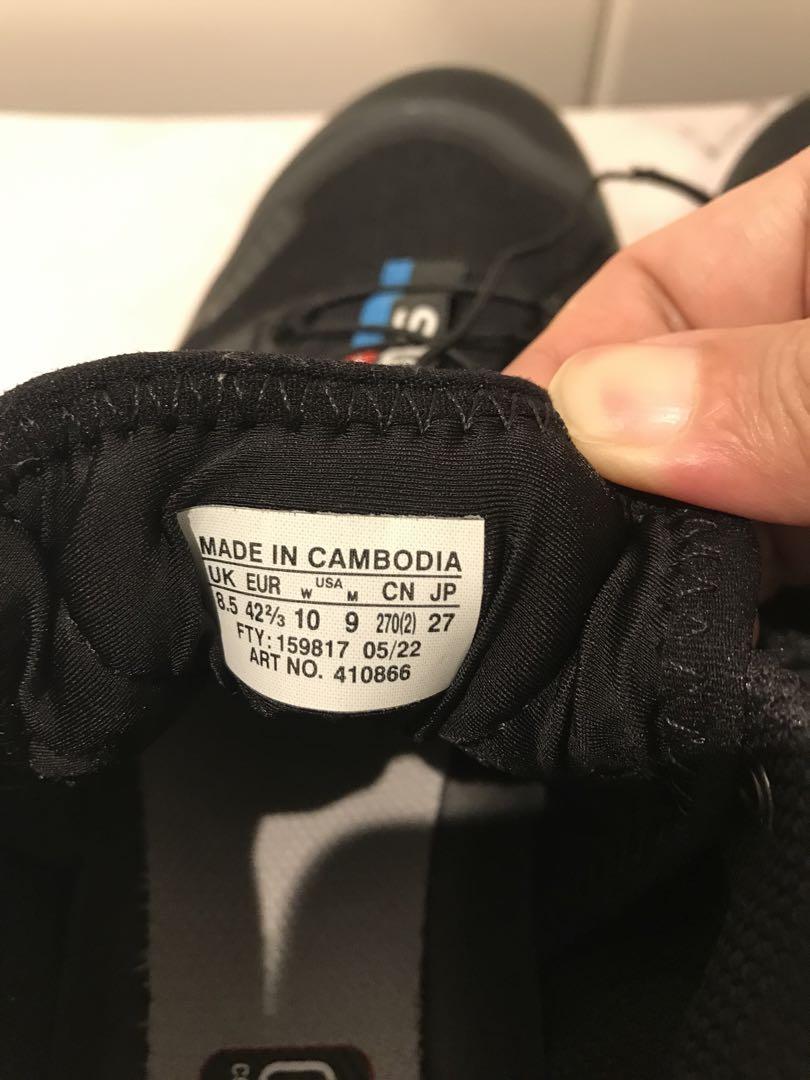 MADE IN CAMBODIA
UK EUR W USA M CN JP
8.5 42⅔ 10 9 270(2) 27
FTY: 159817 05/22
ART NO. 410866